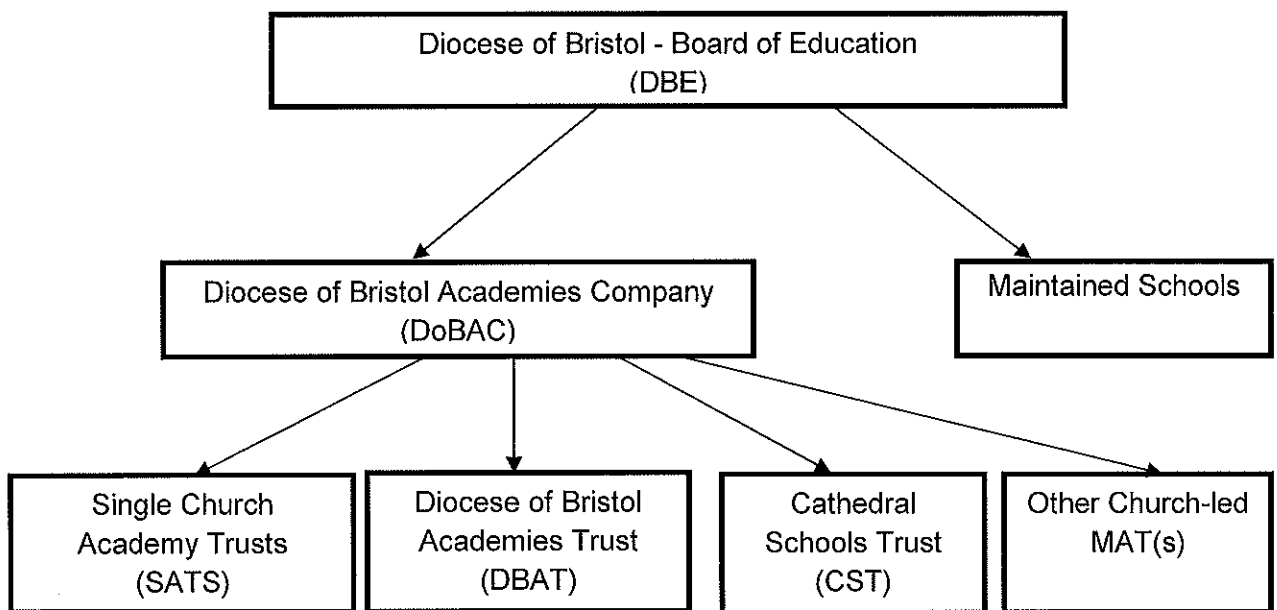 Diocese of Bristol - Board of Education
(DBE)
Diocese of Bristol Academies Company
(DoBAC)
Maintained Schools
Single Church
Academy Trusts
(SATS)
Diocese of Bristol
Academies Trust
(DBAT)
Cathedral
Schools Trust
(CST)
Other Church-led
MAT(s)